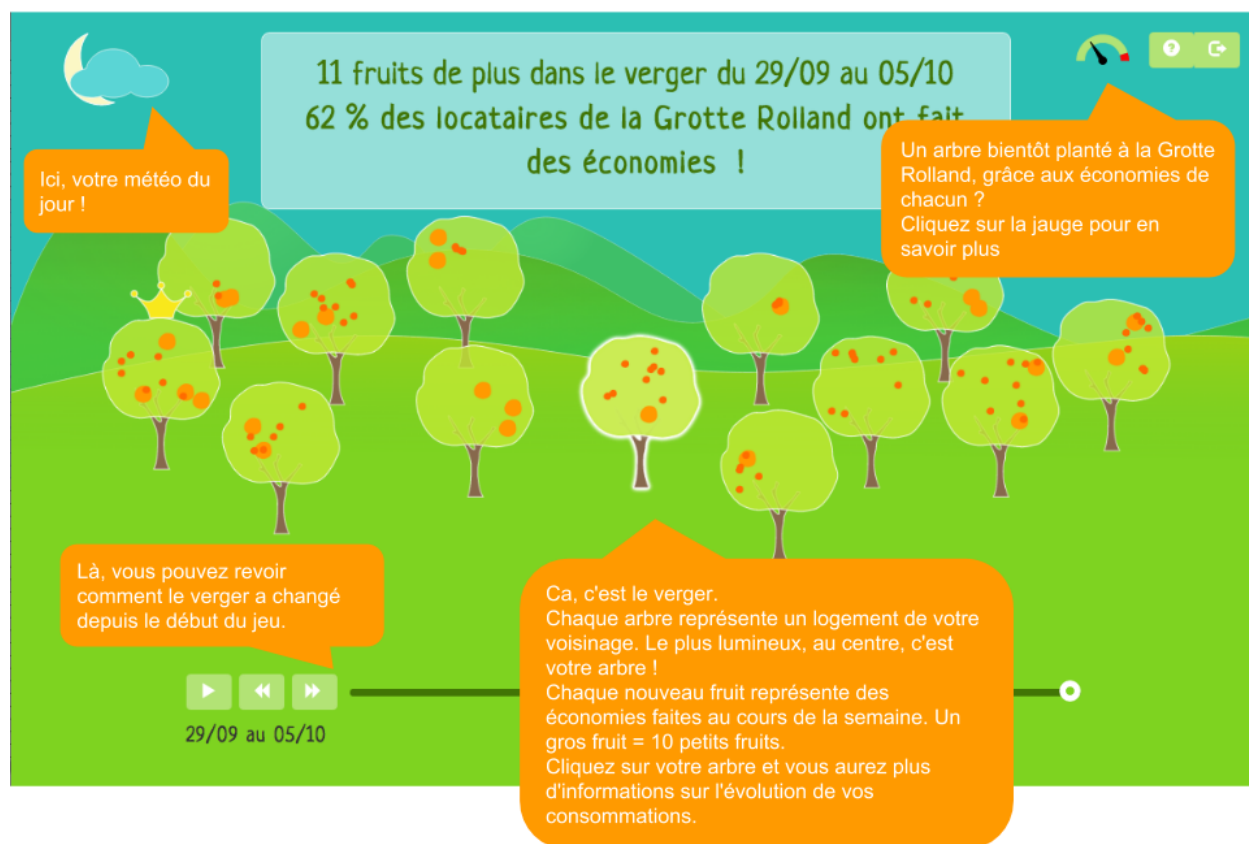 11 fruits de plus dans le verger du 29/09 au 05/10
62 % des locataires de la Grotte Rolland ont fait
des économies !
Ici, votre météo du
jour !
Un arbre bientôt planté à la Grotte
Rolland, grâce aux économies de
chacun ?
Cliquez sur la jauge pour en
savoir plus
Là, vous pouvez revoir
comment le verger a changé
depuis le début du jeu.
Ca, c'est le verger.
Chaque arbre représente un logement de votre
voisinage. Le plus lumineux, au centre, c'est
votre arbre !
Chaque nouveau fruit représente des
économies faites au cours de la semaine. Un
gros fruit = 10 petits fruits.
Cliquez sur votre arbre et vous aurez plus
d'informations sur l'évolution de vos
consommations.
29/09 au 05/10